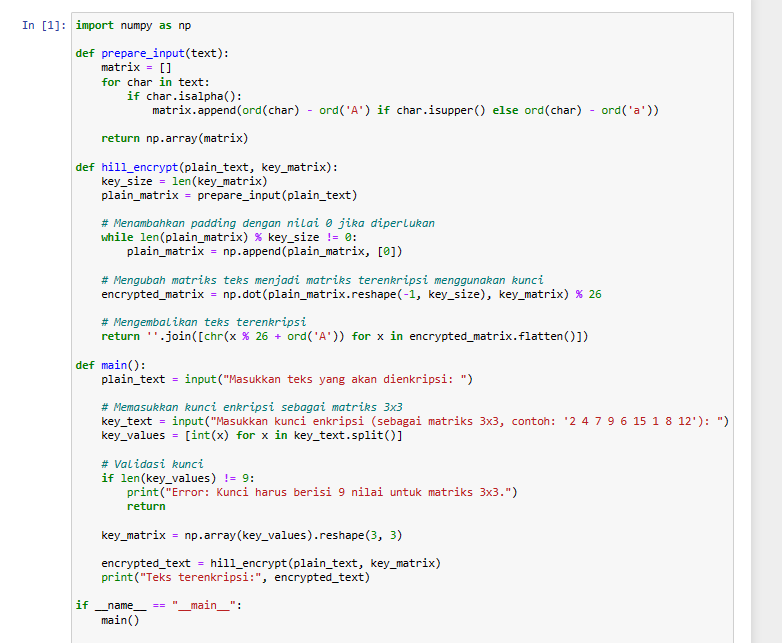 In [1]: import numpy as np
def prepare_input(text):
    matrix = []
    for char in text:
        if char.isalpha():
            matrix.append(ord(char) - ord('A') if char.isupper() else ord(char) - ord('a'))
    return np.array(matrix)
def hill_encrypt(plain_text, key_matrix):
    key_size = len(key_matrix)
    plain_matrix = prepare_input(plain_text)
    # Menambahkan padding dengan nilai 0 jika diperlukan
    while len(plain_matrix) % key_size != 0:
        plain_matrix = np.append(plain_matrix, [0])
    # Mengubah matriks teks menjadi matriks terenkripsi menggunakan kunci
    encrypted_matrix = np.dot(plain_matrix.reshape(-1, key_size), key_matrix) % 26
    # Mengembalikan teks terenkripsi
    return ''.join([chr(x % 26 + ord('A')) for x in encrypted_matrix.flatten()])
def main():
    plain_text = input("Masukkan teks yang akan dienkripsi: ")
    # Memasukkan kunci enkripsi sebagai matriks 3x3
    key_text = input("Masukkan kunci enkripsi (sebagai matriks 3x3, contoh: '2 4 7 9 6 15 1 8 12'): ")
    key_values = [int(x) for x in key_text.split()]
    # Validasi kunci
    if len(key_values) != 9:
        print("Error: Kunci harus berisi 9 nilai untuk matriks 3x3.")
        return
    key_matrix = np.array(key_values).reshape(3, 3)
    encrypted_text = hill_encrypt(plain_text, key_matrix)
    print("Teks terenkripsi:", encrypted_text)
if __name__ == "__main__":
    main()